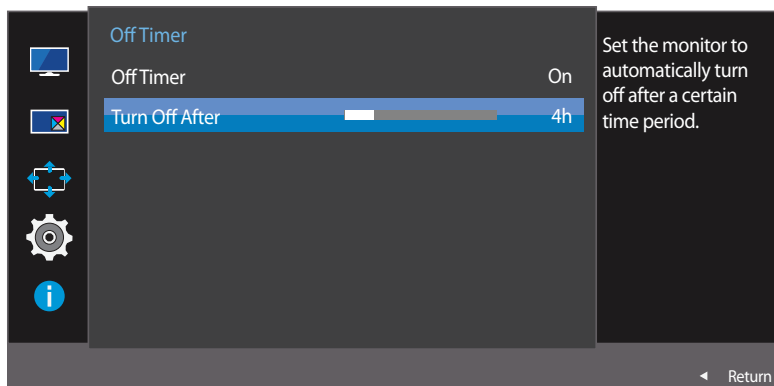 Off Timer
Off Timer On
Turn Off After 4h
Set the monitor to
automatically turn
off after a certain
time period.
i
◄ Return